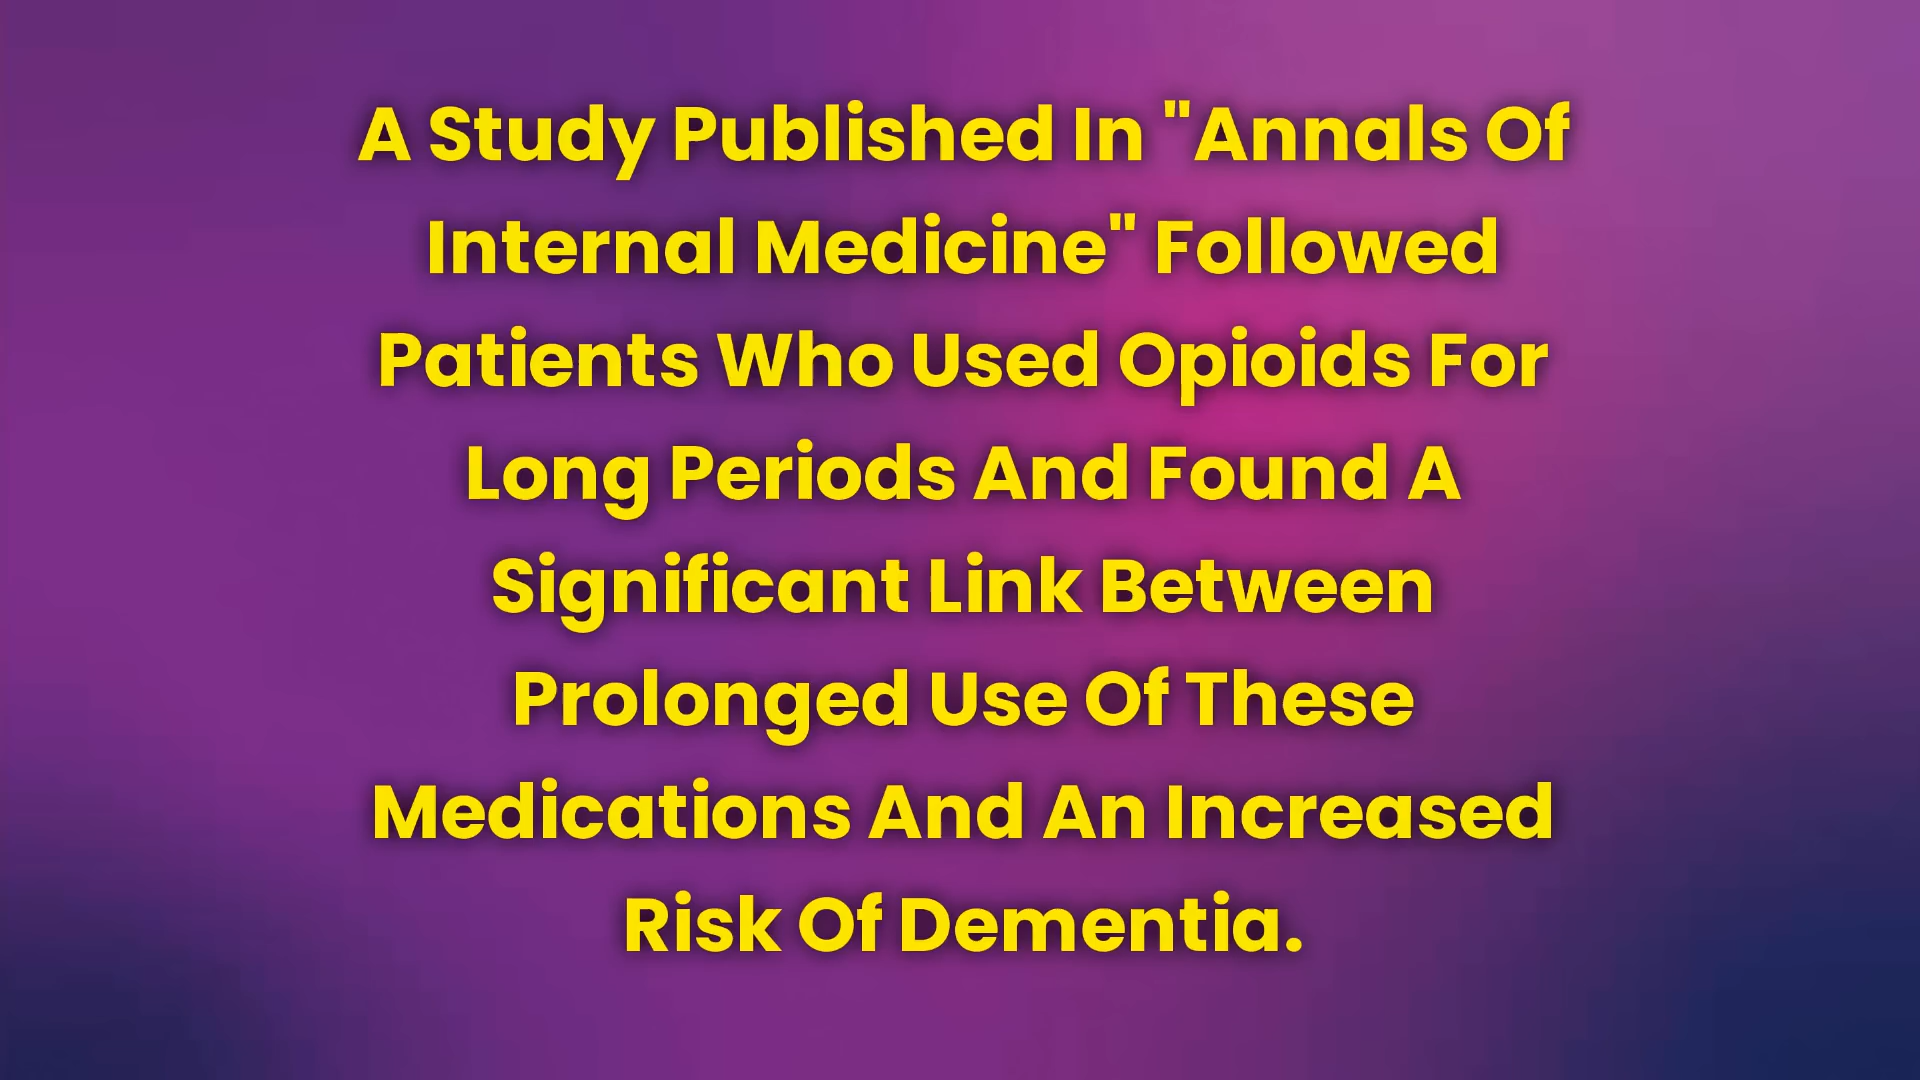 A Study Published In "Annals Of
Internal Medicine" Followed
Patients Who Used Opioids For
Long Periods And Found A
Significant Link Between
Prolonged Use Of These
Medications And An Increased
Risk Of Dementia.